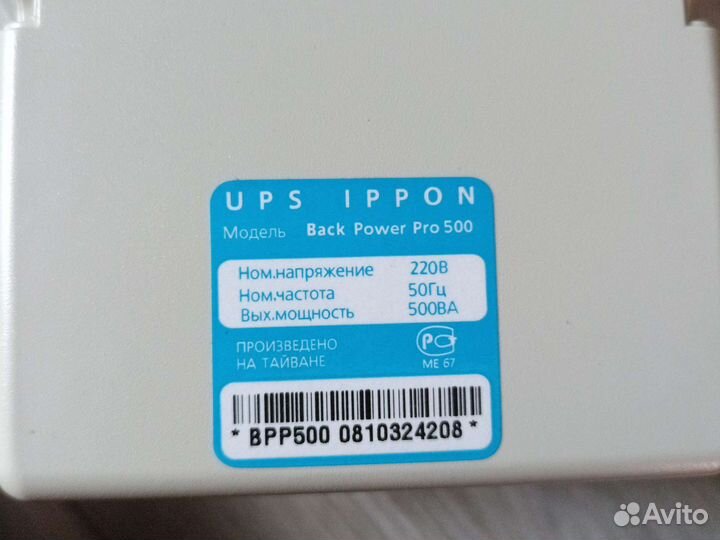 UPS IPPON
Модель Back Power Pro 500
Ном.напряжение 220В
Ном.частота 50Гц
Вых.мощность 500ВА
ПРОИЗВЕДЕНО
НА ТАЙВАНЕ
РС
МЕ 67
* BPP500 0810324208 *
Avito